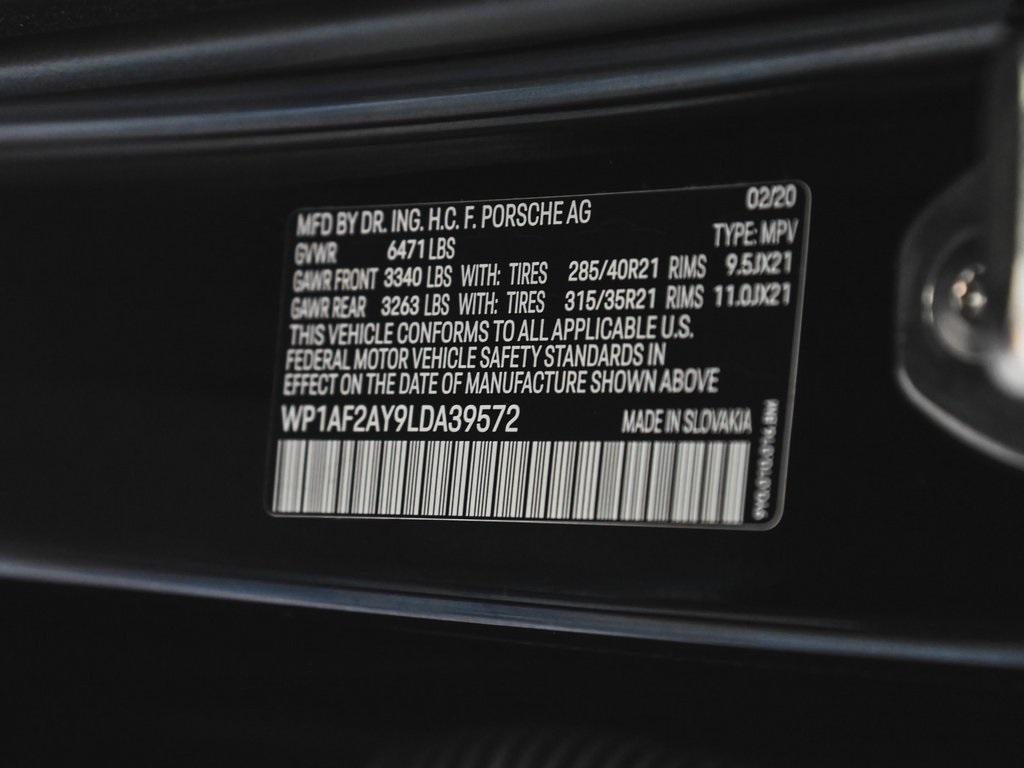 MFD BY DR. ING. H.C. F. PORSCHE AG 02/20
GVWR 6471 LBS TYPE: MPV
GAWR FRONT 3340 LBS WITH: TIRES 285/40R21 RIMS 9.5JX21
GAWR REAR 3263 LBS WITH: TIRES 315/35R21 RIMS 11.0JX21
THIS VEHICLE CONFORMS TO ALL APPLICABLE U.S.
FEDERAL MOTOR VEHICLE SAFETY STANDARDS IN
EFFECT ON THE DATE OF MANUFACTURE SHOWN ABOVE
WP1AF2AY9LDA39572 MADE IN SLOVAKIA